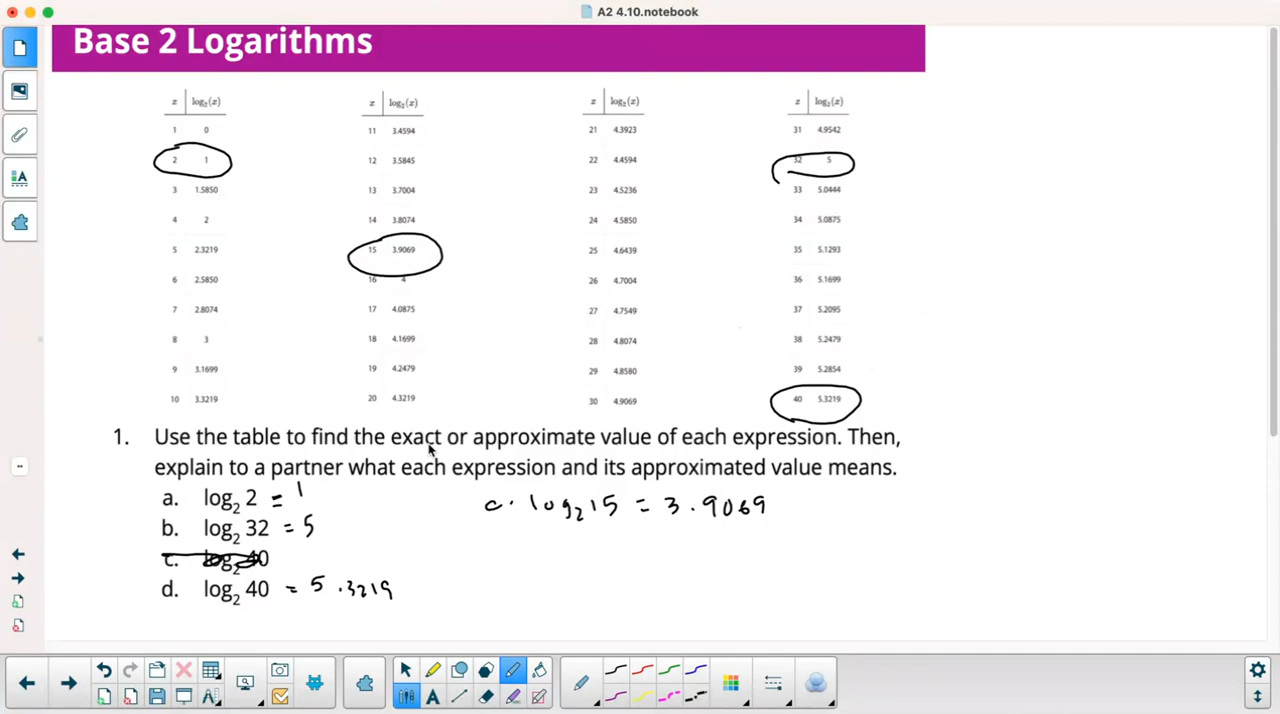 A2 4.10.notebook
Base 2 Logarithms
x log₂(x) x log₂(x) x log₂(x) x log₂(x)
1 0 11 3.4594 21 4.3923 31 4.9542
2 1 12 3.5845 22 4.4594 32 5
3 1.5850 13 3.7004 23 4.5236 33 5.0444
4 2 14 3.8074 24 4.5850 34 5.0875
5 2.3219 15 3.9069 25 4.6439 35 5.1293
6 2.5850 16 4 26 4.7004 36 5.1699
7 2.8074 17 4.0875 27 4.7549 37 5.2095
8 3 18 4.1699 28 4.8074 38 5.2479
9 3.1699 19 4.2479 29 4.8580 39 5.2854
10 3.3219 20 4.3219 30 4.9069 40 5.3219
1. Use the table to find the exact or approximate value of each expression. Then,
explain to a partner what each expression and its approximated value means.
a. log₂ 2 = 1
c. log₂ 15 = 3.9069
b. log₂ 32 = 5
c. log₂ 40
d. log₂ 40 = 5.3219